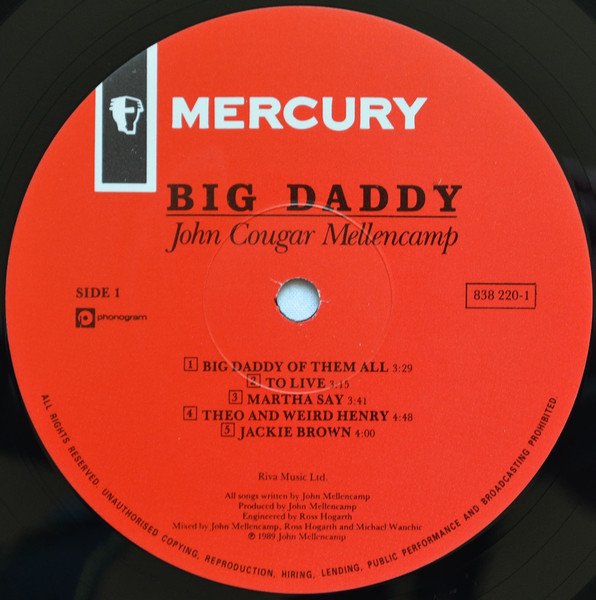 MERCURY
BIG DADDY
John Cougar Mellencamp
SIDE 1
838 220-1
phonogram
1 BIG DADDY OF THEM ALL 3:29
2 TO LIVE 3:15
3 MARTHA SAY 3:41
4 THEO AND WEIRD HENRY 4:48
5 JACKIE BROWN 4:00
Riva Music Ltd.
All songs written by John Mellencamp
Produced by John Mellencamp
Engineered by Ross Hogarth
Mixed by John Mellencamp, Ross Hogarth and Michael Wanchic
℗ 1989 John Mellencamp
ALL RIGHTS RESERVED. UNAUTHORISED COPYING, REPRODUCTION, HIRING, LENDING, PUBLIC PERFORMANCE AND BROADCASTING PROHIBITED.